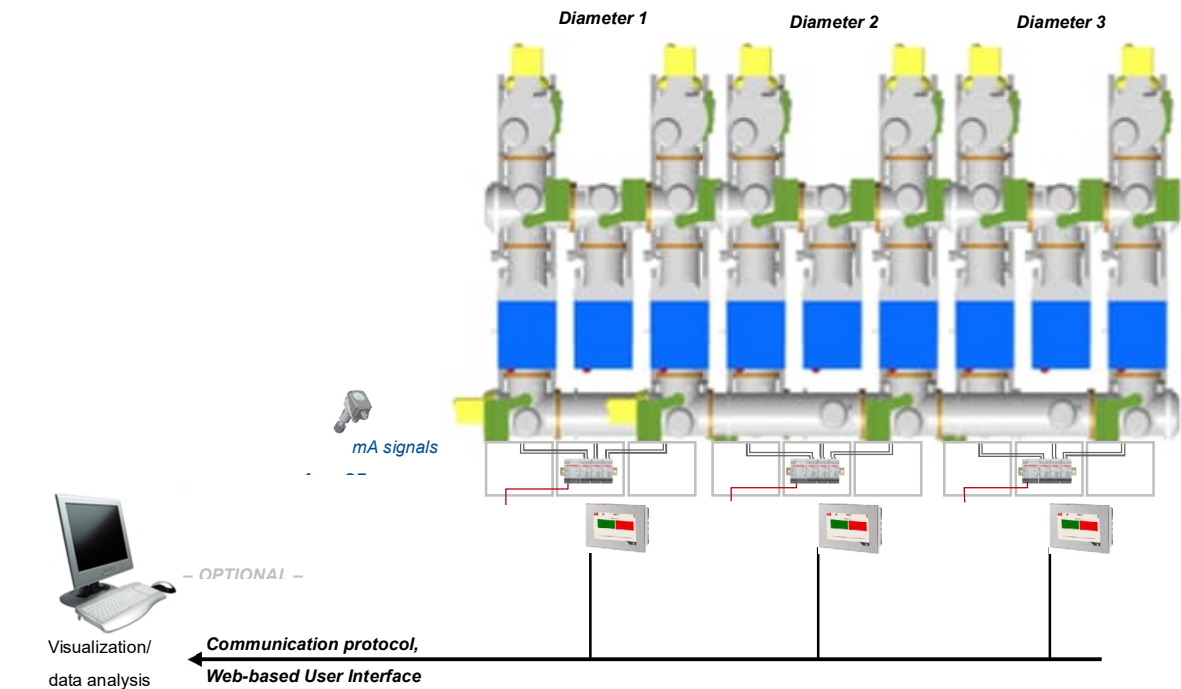 Diameter 1
Diameter 2
Diameter 3
mA signals
– OPTIONAL –
Visualization/
data analysis
Communication protocol,
Web-based User Interface